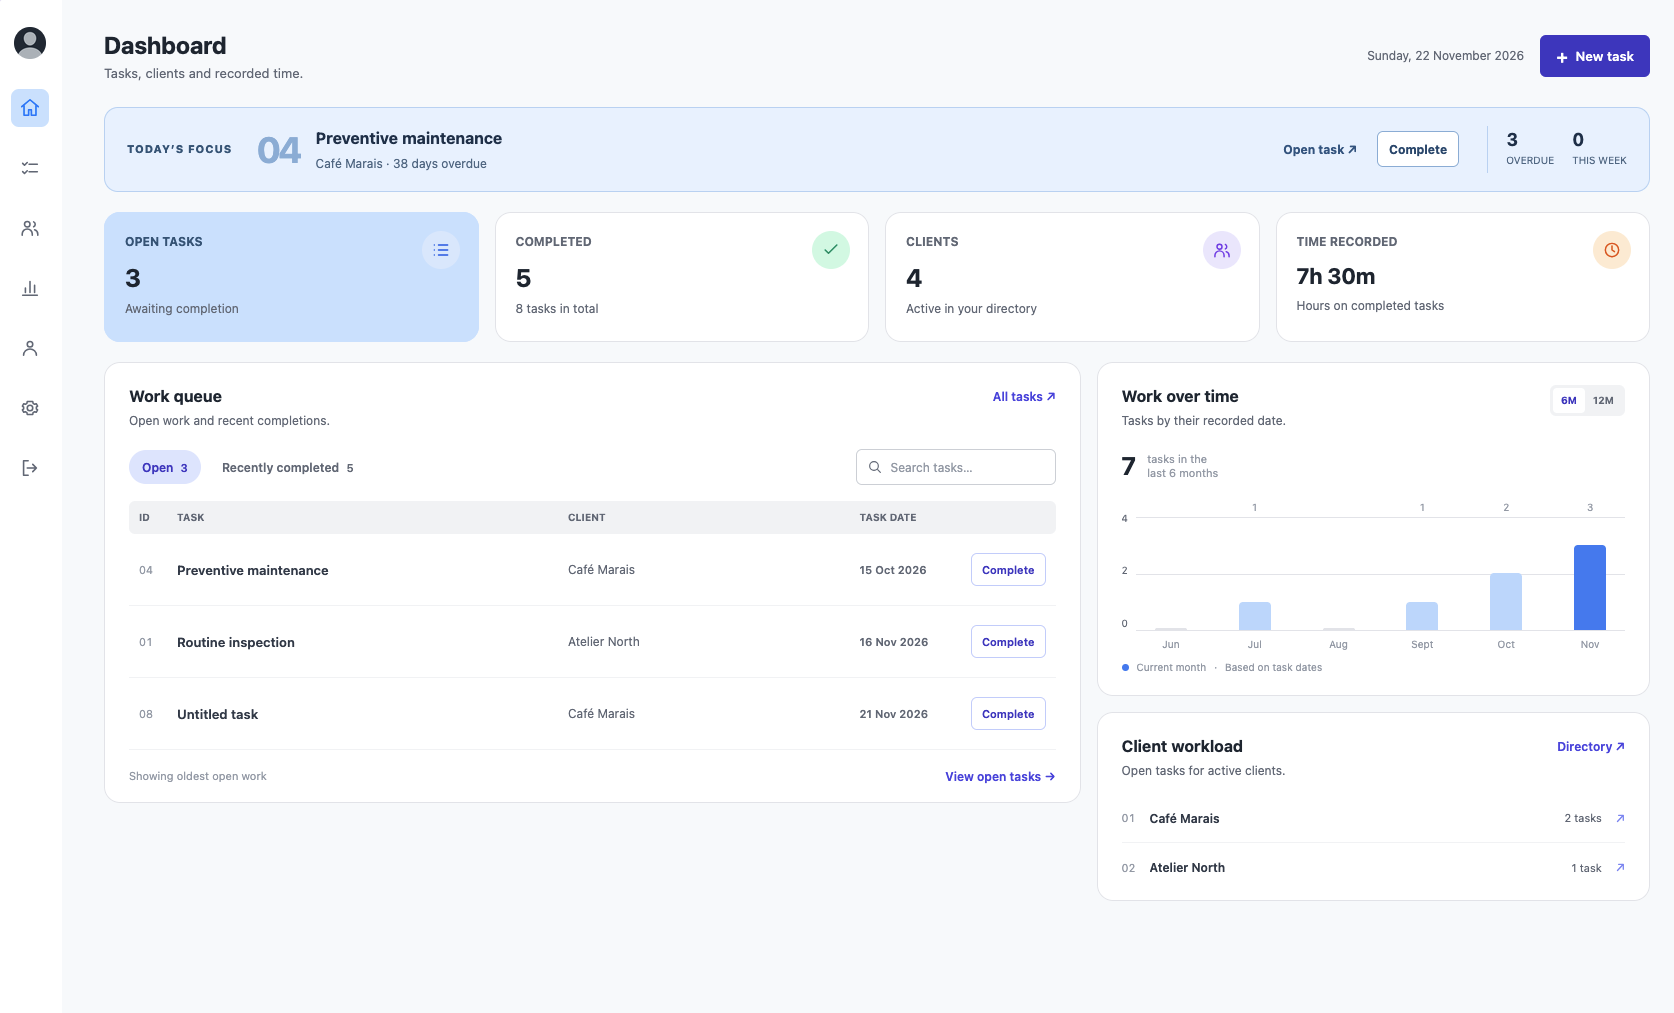 Dashboard
Tasks, clients and recorded time.
Sunday, 22 November 2026
+ New task
TODAY'S FOCUS
04
Preventive maintenance
Café Marais · 38 days overdue
Open task ↗
Complete
3
OVERDUE
0
THIS WEEK
OPEN TASKS
3
Awaiting completion
COMPLETED
5
8 tasks in total
CLIENTS
4
Active in your directory
TIME RECORDED
7h 30m
Hours on completed tasks
Work queue
Open work and recent completions.
All tasks ↗
Open 3
Recently completed 5
Search tasks...
ID TASK CLIENT TASK DATE
04 Preventive maintenance Café Marais 15 Oct 2026 Complete
01 Routine inspection Atelier North 16 Nov 2026 Complete
08 Untitled task Café Marais 21 Nov 2026 Complete
Showing oldest open work
View open tasks →
Work over time
Tasks by their recorded date.
6M 12M
7
tasks in the
last 6 months
1 1 2 3
4
2
0
Jun Jul Aug Sept Oct Nov
Current month · Based on task dates
Client workload
Open tasks for active clients.
Directory ↗
01 Café Marais 2 tasks ↗
02 Atelier North 1 task ↗